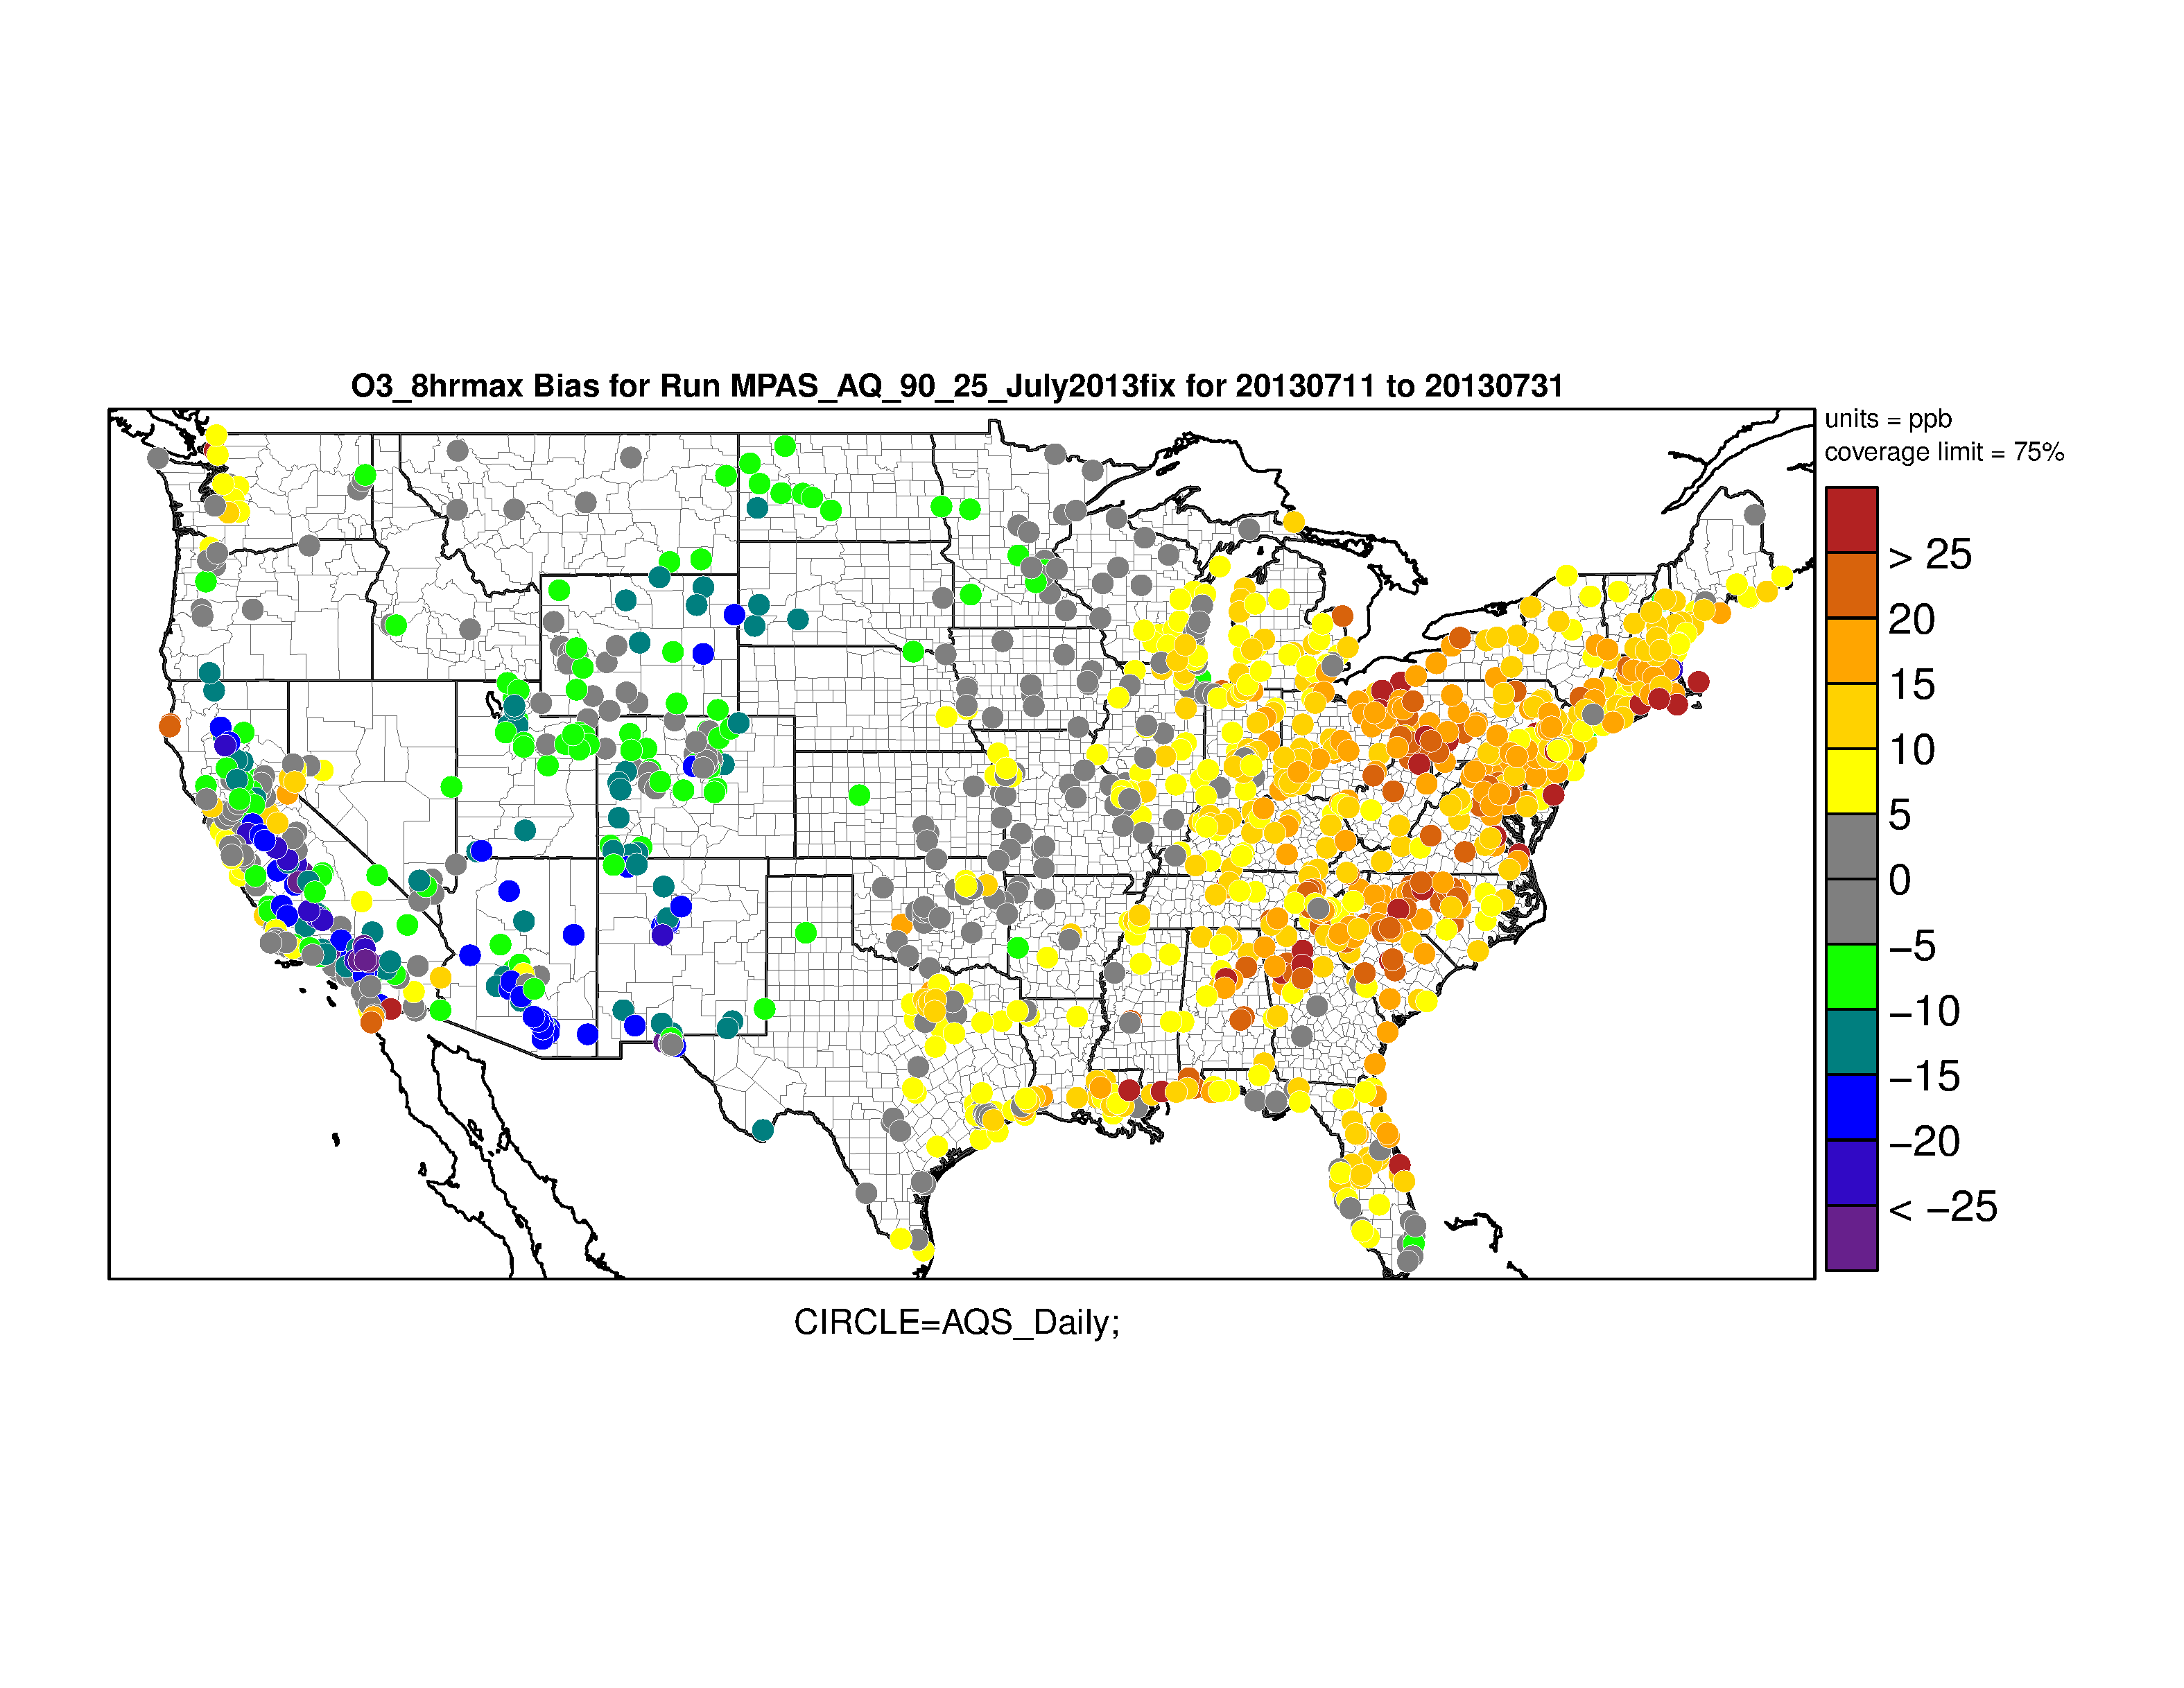 O3_8hrmax Bias for Run MPAS_AQ_90_25_July2013fix for 20130711 to 20130731
units = ppb
coverage limit = 75%
> 25
20
15
10
5
0
−5
−10
−15
−20
< −25
CIRCLE=AQS_Daily;